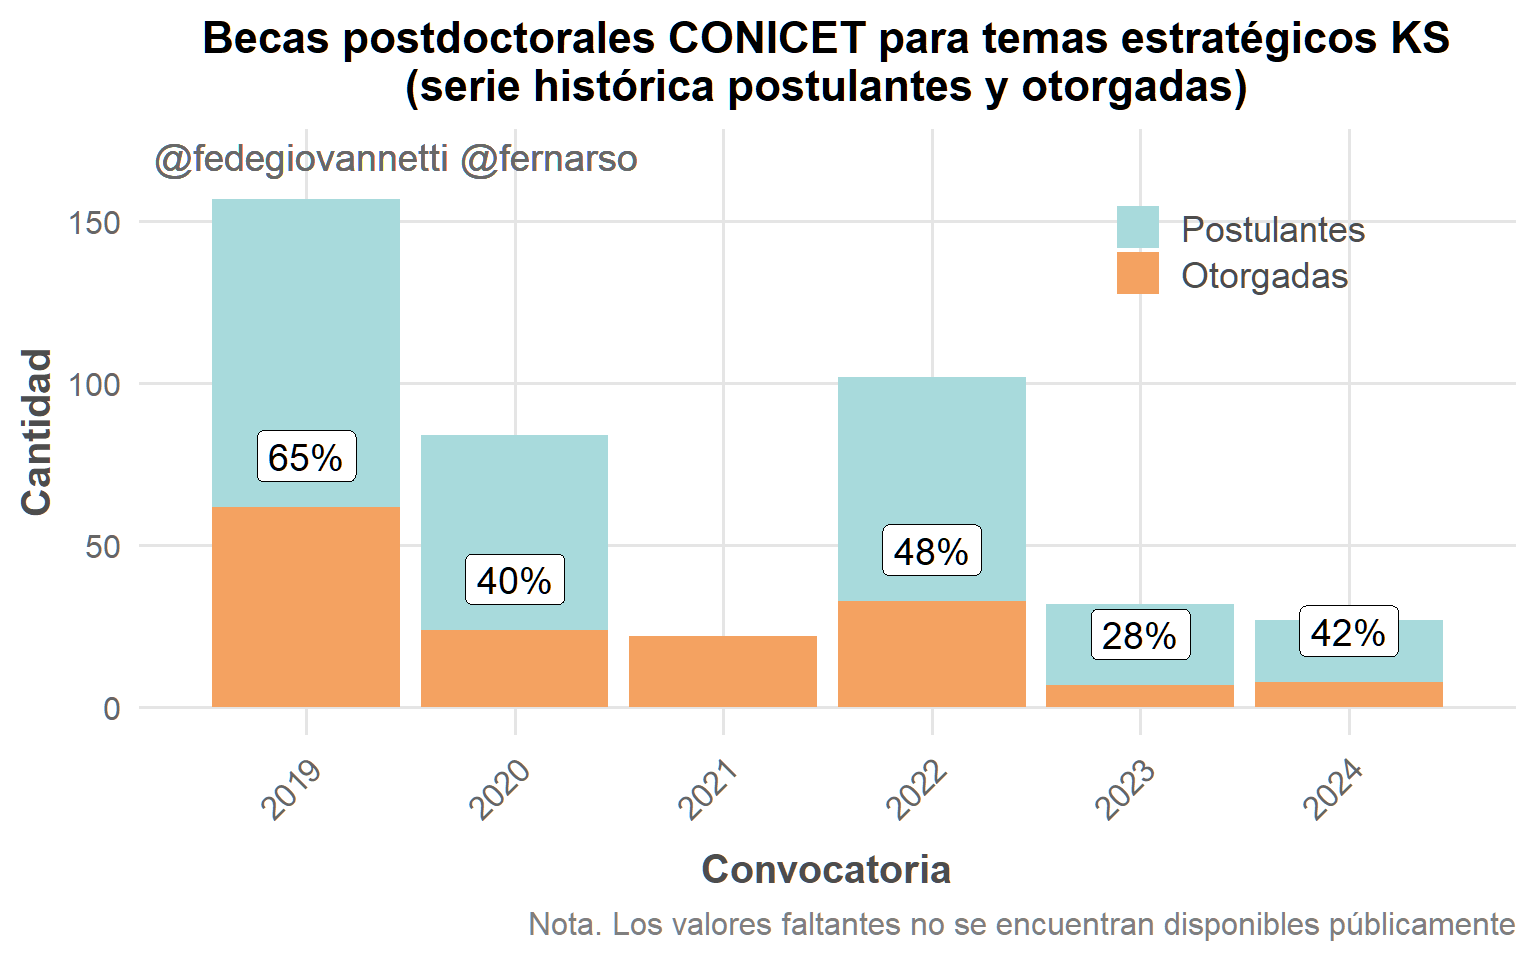 Becas postdoctorales CONICET para temas estratégicos KS
(serie histórica postulantes y otorgadas)
@fedegiovannetti @fernarso
Postulantes
Otorgadas
Cantidad
150
100
50
0
65%
40%
48%
28%
42%
2019
2020
2021
2022
2023
2024
Convocatoria
Nota. Los valores faltantes no se encuentran disponibles públicamente